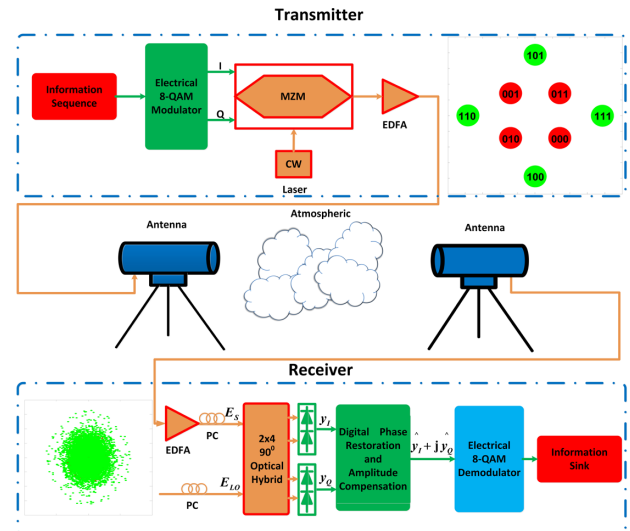 Transmitter
Information
Sequence
Electrical
8-QAM
Modulator
I
Q
MZM
EDFA
CW
Laser
101
001
011
110
111
010
000
100
Antenna
Atmospheric
Antenna
Receiver
EDFA
PC
E_S
PC
E_LO
2x4
90⁰
Optical
Hybrid
y_I
y_Q
Digital Phase
Restoration
and
Amplitude
Compensation
ŷ_I + j ŷ_Q
Electrical
8-QAM
Demodulator
Information
Sink